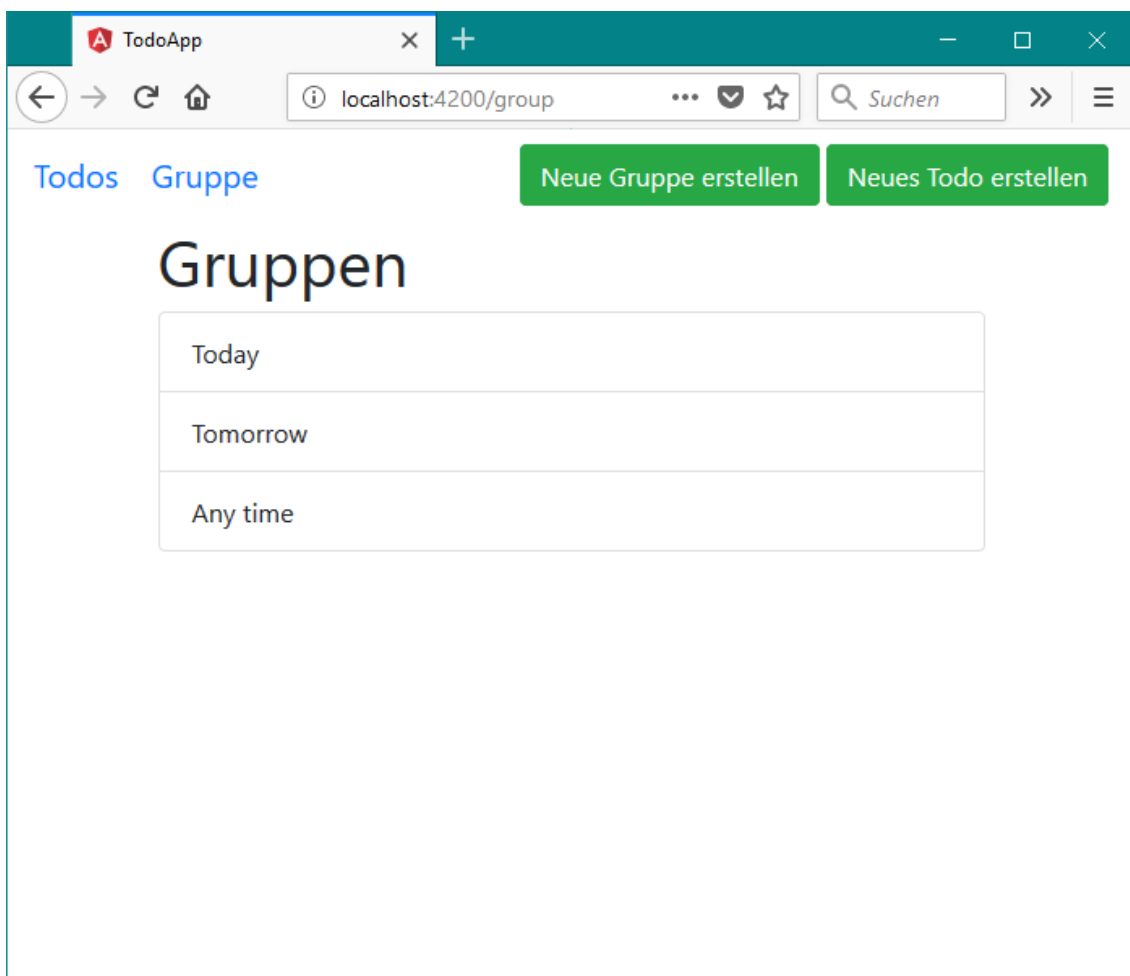 TodoApp
localhost:4200/group
Suchen
Todos Gruppe Neue Gruppe erstellen Neues Todo erstellen
Gruppen
Today
Tomorrow
Any time